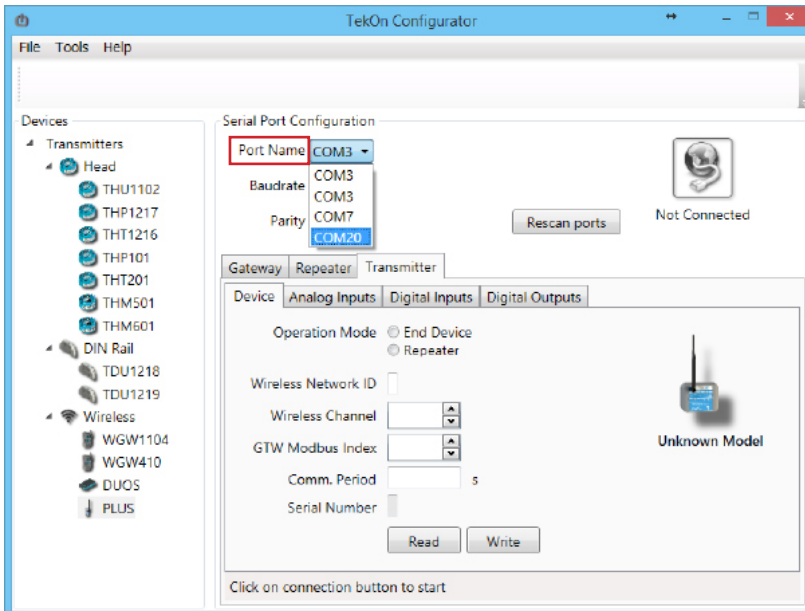 TekOn Configurator
File Tools Help
Devices
Transmitters
Head
THU1102
THP1217
THT1216
THP101
THT201
THM501
THM601
DIN Rail
TDU1218
TDU1219
Wireless
WGW1104
WGW410
DUOS
PLUS
Serial Port Configuration
Port Name COM3
COM3
COM3
COM7
COM20
Baudrate
Parity
Rescan ports
Not Connected
Gateway Repeater Transmitter
Device Analog Inputs Digital Inputs Digital Outputs
Operation Mode End Device
Repeater
Wireless Network ID
Wireless Channel
GTW Modbus Index
Comm. Period s
Serial Number
Unknown Model
Read Write
Click on connection button to start